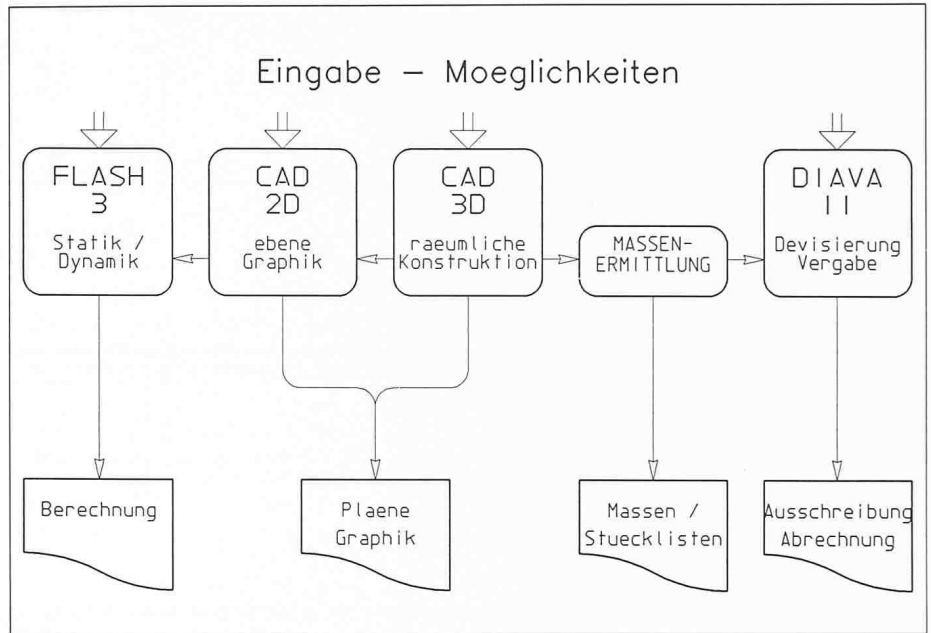 Eingabe – Moeglichkeiten
FLASH
3
Statik /
Dynamik
CAD
2D
ebene
Graphik
CAD
3D
raeumliche
Konstruktion
MASSEN-
ERMITTLUNG
DIAVA
II
Devisierung
Vergabe
Berechnung
Plaene
Graphik
Massen /
Stuecklisten
Ausschreibung
Abrechnung